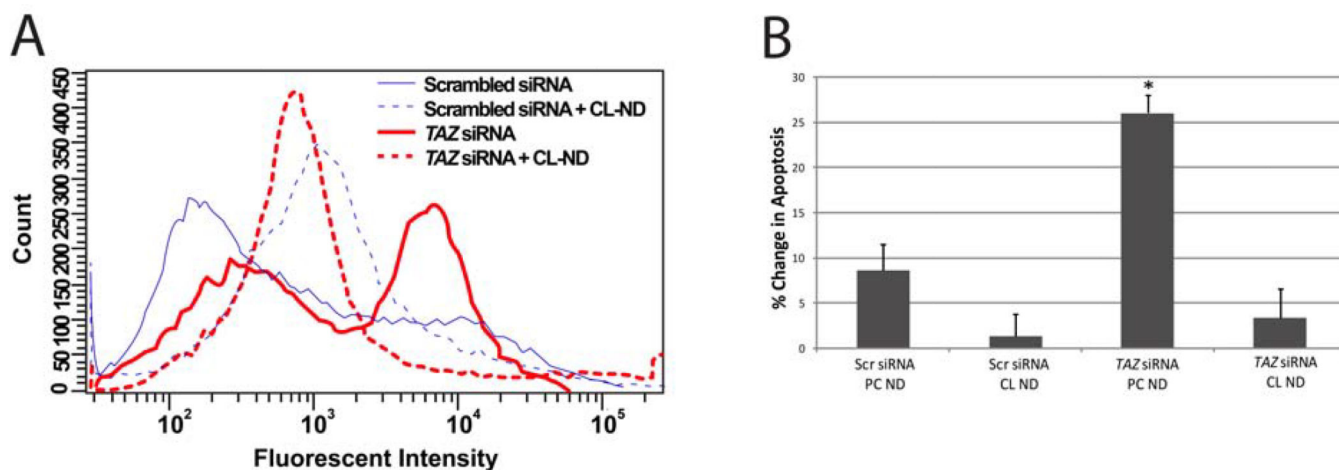 A
Count
0 50 100 150 200 250 300 350 400 450
Scrambled siRNA
Scrambled siRNA + CL-ND
TAZ siRNA
TAZ siRNA + CL-ND
10² 10³ 10⁴ 10⁵
Fluorescent Intensity
B
% Change in Apoptosis
30
25
20
15
10
5
0
*
Scr siRNA
PC ND
Scr siRNA
CL ND
TAZ siRNA
PC ND
TAZ siRNA
CL ND